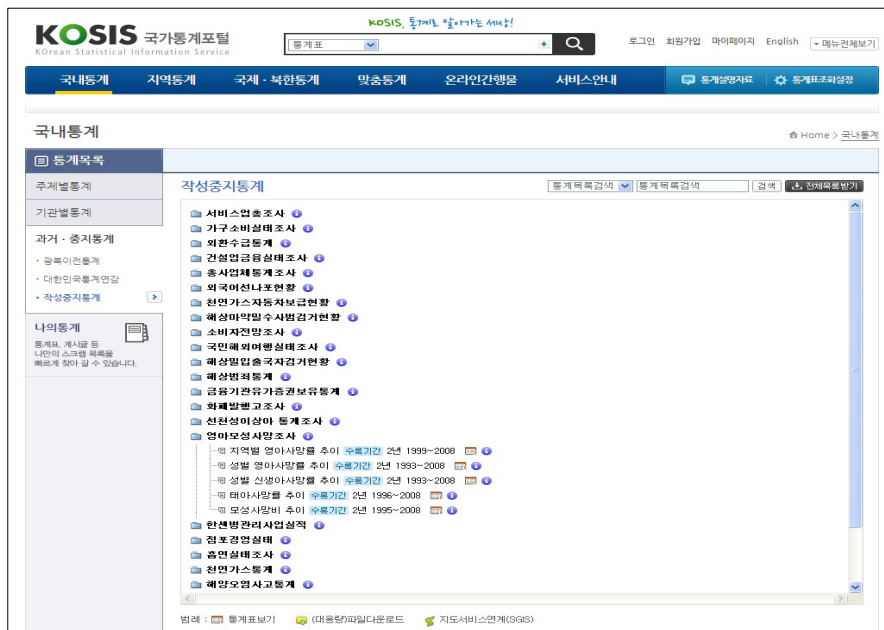 KOSIS, 통계로 알아가는 세상!
KOSIS 국가통계포털
KOrean Statistical Information Service
통계표
로그인 회원가입 마이페이지 English 메뉴전체보기
국내통계 지역통계 국제 · 북한통계 맞춤통계 온라인간행물 서비스안내 통계설명자료 통계표조회설정
국내통계
Home > 국내통계
통계목록
주제별통계
기관별통계
과거 · 중지통계
· 광복이전통계
· 대한민국통계연감
· 작성중지통계
나의통계
통계표, 게시글 등
나만의 스크랩 목록을
빠르게 찾아 갈 수 있습니다.
작성중지통계
통계목록검색 통계목록검색 검색 전체목록받기
서비스업총조사
가구소비실태조사
외환수급통계
건설업금융실태조사
총사업체통계조사
외국어선나포현황
천연가스자동차보급현황
해상마약밀수사범검거현황
소비자전망조사
국민해외여행실태조사
해상밀입출국자검거현황
해상범죄통계
금융기관유가증권보유통계
화폐발행고조사
선천성이상아 통계조사
영아모성사망조사
지역별 영아사망률 추이 수록기간 2년 1999~2008
성별 영아사망률 추이 수록기간 2년 1993~2008
성별 신생아사망률 추이 수록기간 2년 1993~2008
태아사망률 추이 수록기간 2년 1996~2008
모성사망비 추이 수록기간 2년 1995~2008
한센병관리사업실적
점포경영실태
흡연실태조사
천연가스통계
해양오염사고통계
범례 : 통계표보기 (대용량)파일다운로드 지도서비스연계(SGIS)